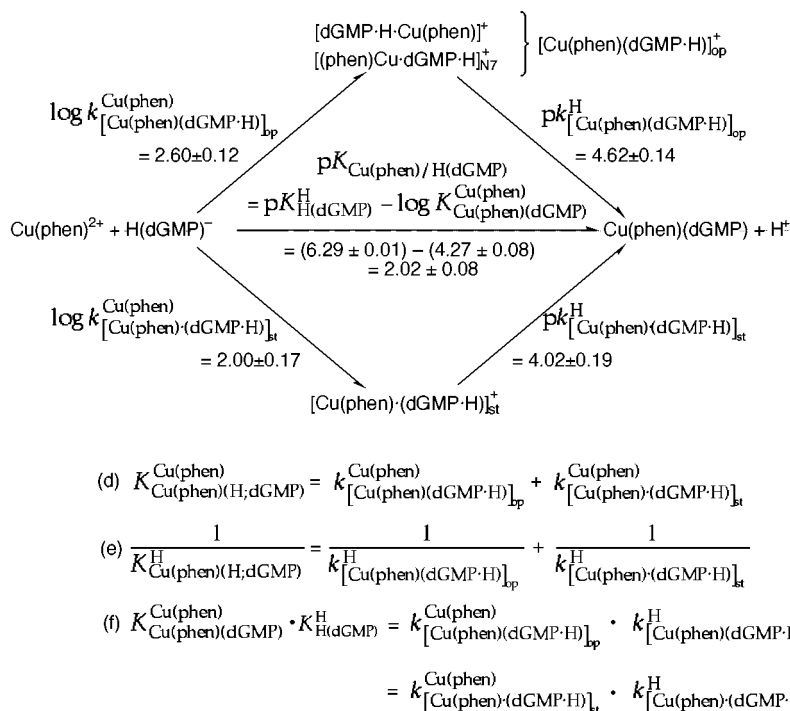 [dGMP·H·Cu(phen)]⁺
[(phen)Cu·dGMP·H]⁺N7
[Cu(phen)(dGMP·H)]⁺op
log k Cu(phen) [Cu(phen)(dGMP·H)]op
= 2.60±0.12
pk H [Cu(phen)(dGMP·H)]op
= 4.62±0.14
pK Cu(phen)/H(dGMP)
= pK H H(dGMP) – log K Cu(phen) Cu(phen)(dGMP)
Cu(phen)²⁺ + H(dGMP)⁻
Cu(phen)(dGMP) + H⁺
= (6.29 ± 0.01) – (4.27 ± 0.08)
= 2.02 ± 0.08
log k Cu(phen) [Cu(phen)·(dGMP·H)]st
= 2.00±0.17
pk H [Cu(phen)·(dGMP·H)]st
= 4.02±0.19
[Cu(phen)·(dGMP·H)]⁺st
(d) K Cu(phen) Cu(phen)(H;dGMP) = k Cu(phen) [Cu(phen)(dGMP·H)]op + k Cu(phen) [Cu(phen)·(dGMP·H)]st
(e) 1 / K H Cu(phen)(H;dGMP) = 1 / k H [Cu(phen)(dGMP·H)]op + 1 / k H [Cu(phen)·(dGMP·H)]st
(f) K Cu(phen) Cu(phen)(dGMP) · K H H(dGMP) = k Cu(phen) [Cu(phen)(dGMP·H)]op · k H [Cu(phen)(dGMP·
= k Cu(phen) [Cu(phen)·(dGMP·H)]st · k H [Cu(phen)·(dGMP·